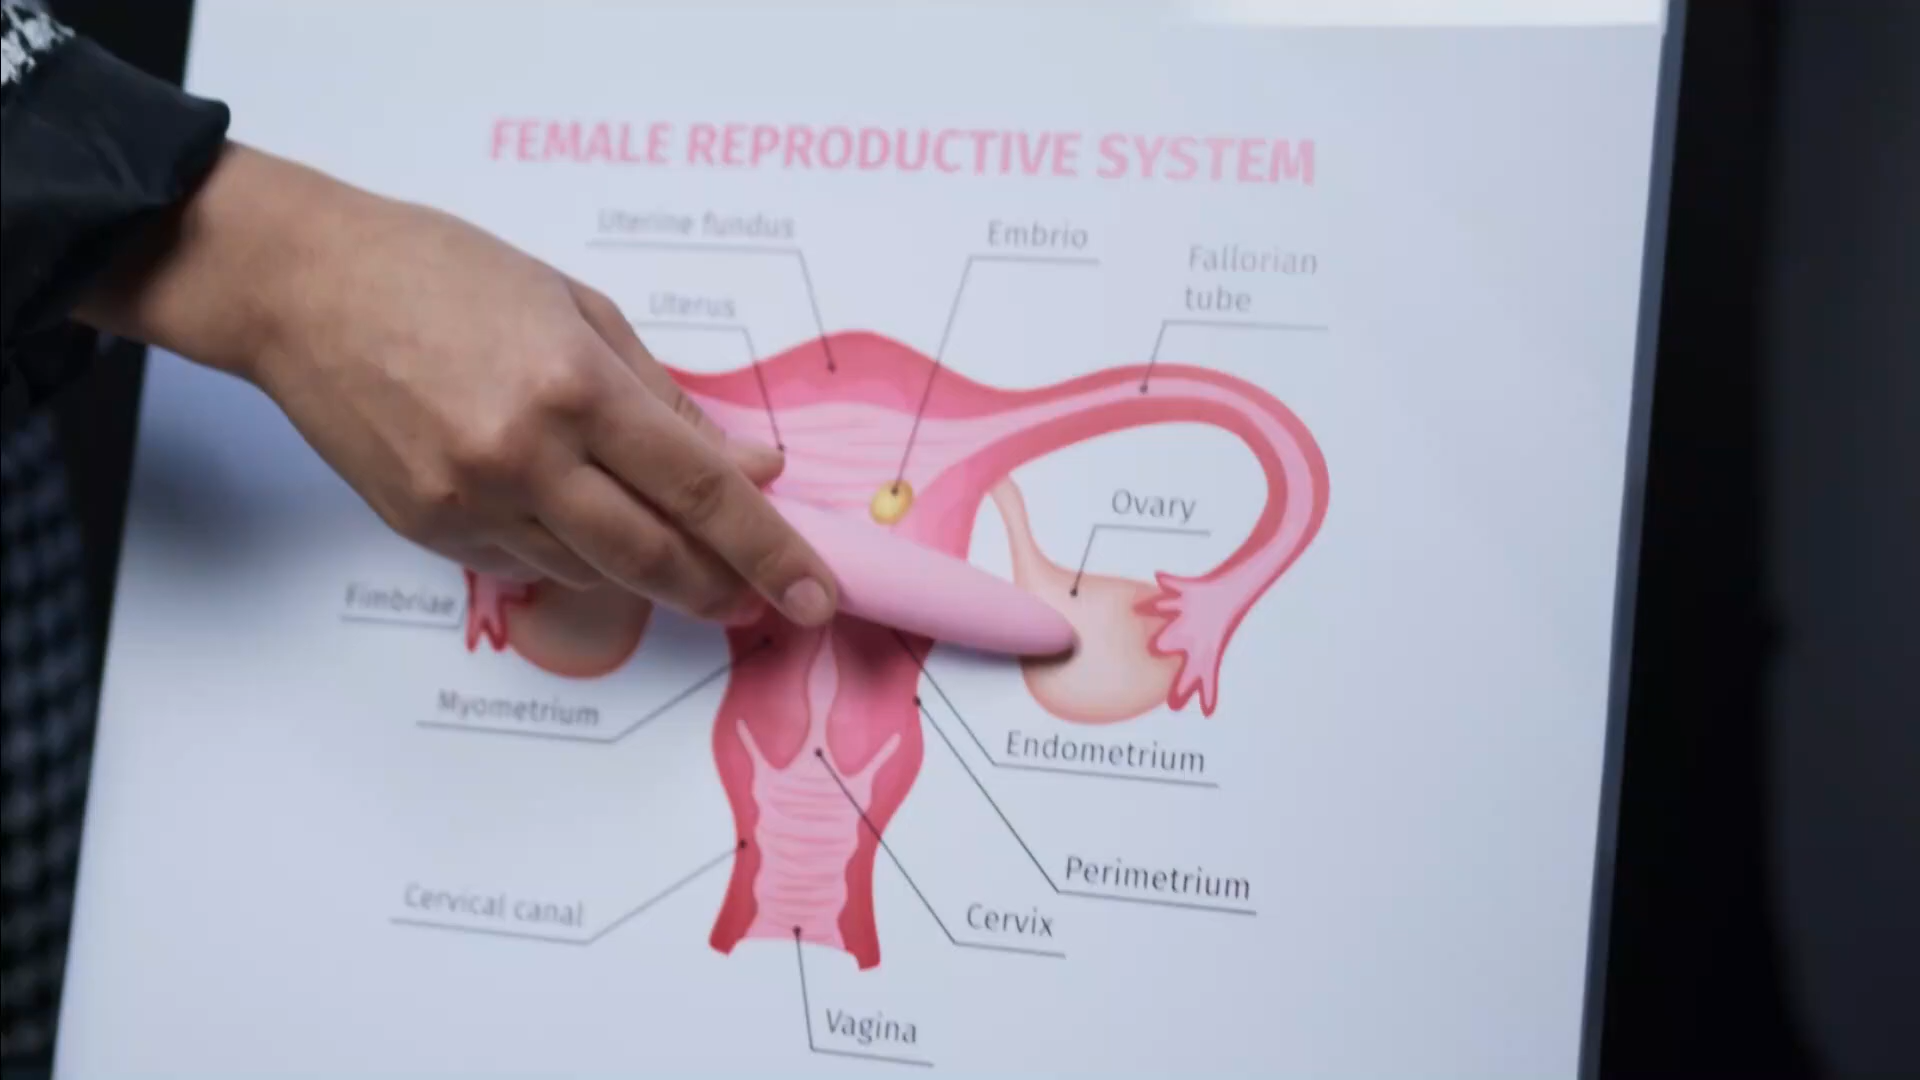 FEMALE REPRODUCTIVE SYSTEM
Uterine fundus
Embrio
Fallorian
tube
Uterus
Ovary
Fimbriae
Myometrium
Endometrium
Perimetrium
Cervical canal
Cervix
Vagina